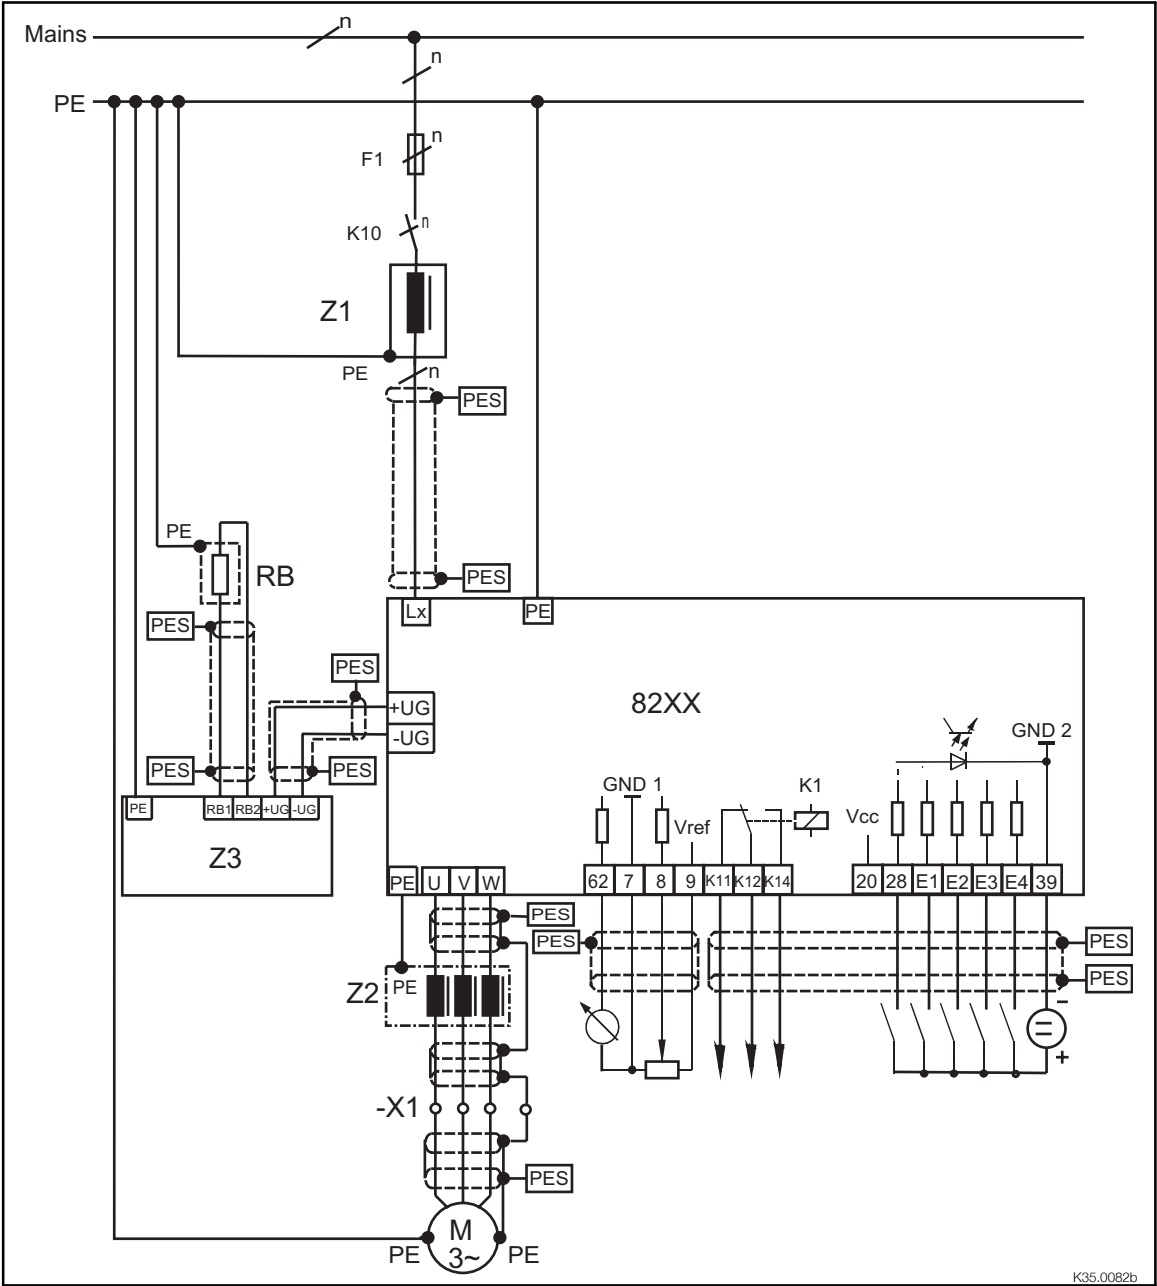 Mains
n
n
PE
F1
n
K10
n
Z1
PE
n
PES
PES
PE
RB
PES
PES
PES
PES
PE
RB1
RB2
+UG
-UG
Z3
Lx
PE
+UG
-UG
82XX
GND 1
Vref
K1
Vcc
GND 2
PE
U
V
W
62
7
8
9
K11
K12
K14
20
28
E1
E2
E3
E4
39
PES
PES
PES
PES
Z2
PE
-
=
+
-X1
PES
M
3~
PE
PE
K35.0082b